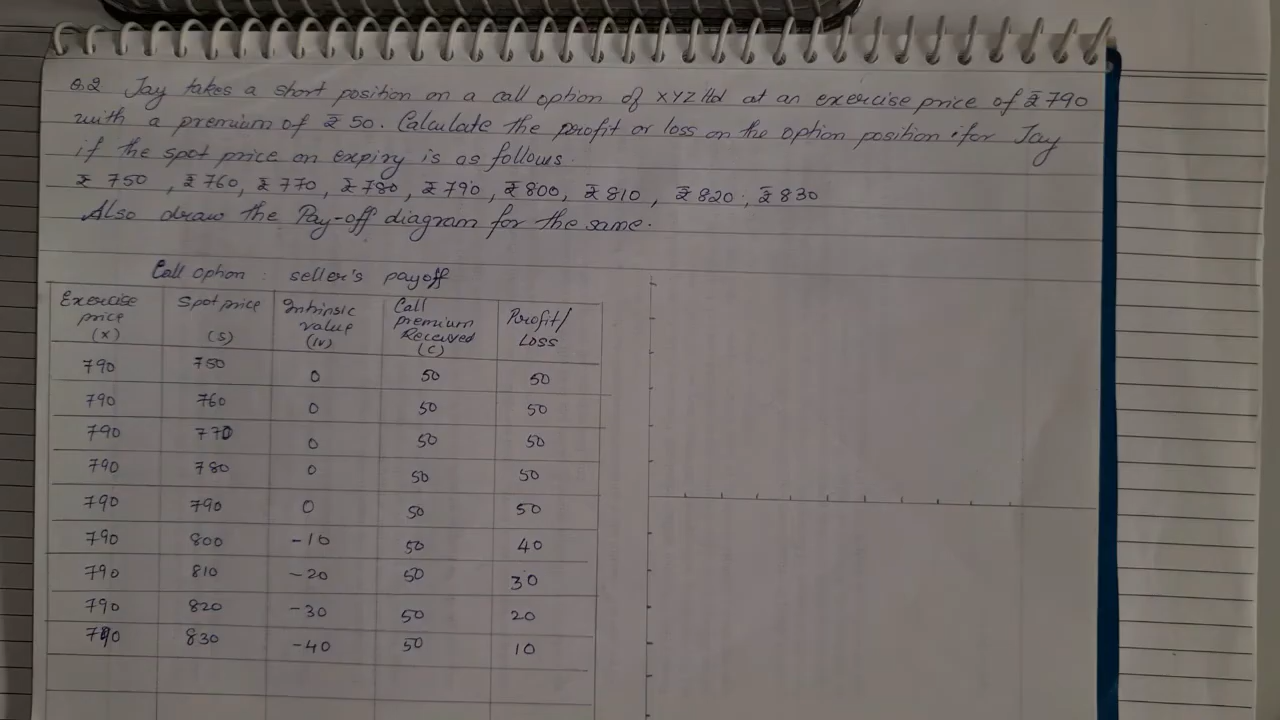 Q.2 Jay takes a short position on a call option of XYZ ltd at an exercise price of ₹790
with a premium of ₹ 50. Calculate the profit or loss on the option position for Jay
if the spot price on expiry is as follows.
₹ 750, ₹760, ₹770, ₹780, ₹790, ₹800, ₹810, ₹820, ₹830
Also draw the Pay-off diagram for the same.
Call option : seller's payoff
Exercise price (X) Spot price (S) Intrinsic value (IV) Call premium Received (C) Profit/ Loss
790 750 0 50 50
790 760 0 50 50
790 770 0 50 50
790 780 0 50 50
790 790 0 50 50
790 800 -10 50 40
790 810 -20 50 30
790 820 -30 50 20
790 830 -40 50 10